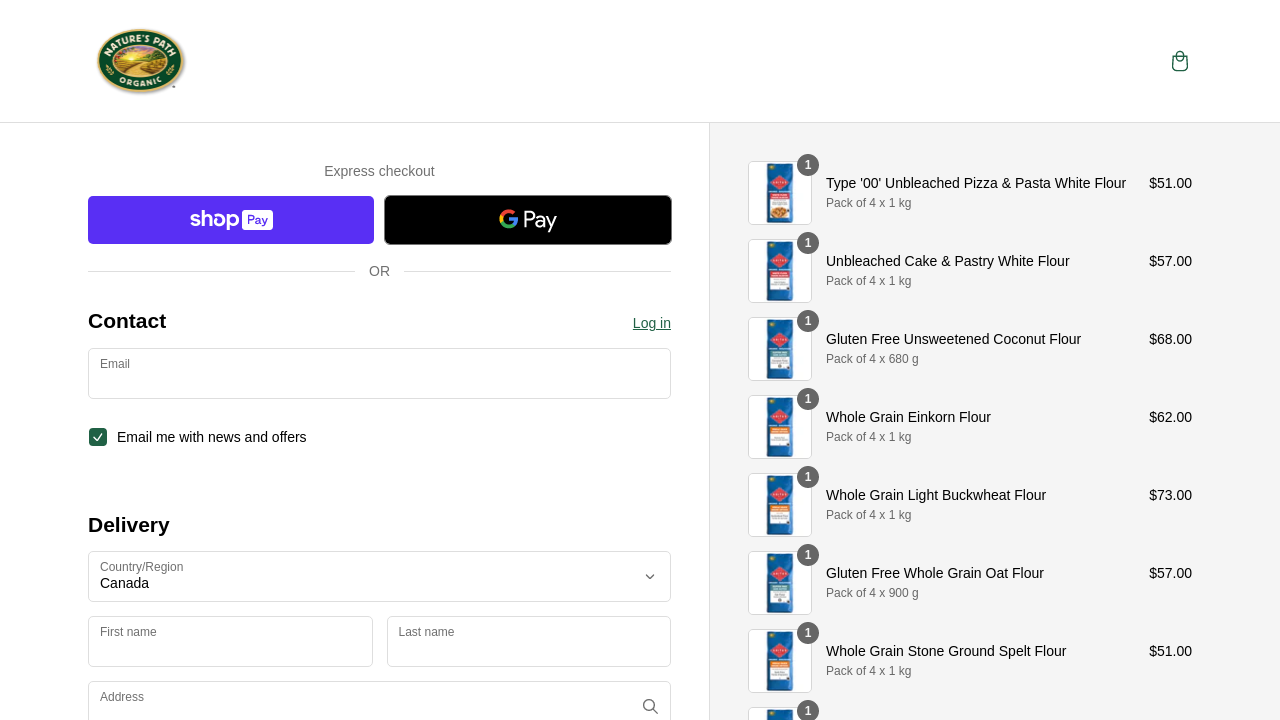 NATURE'S PATH
ORGANIC
Express checkout
shop Pay
G Pay
OR
Contact
Log in
Email
Email me with news and offers
Delivery
Country/Region
Canada
First name
Last name
Address
1
Type '00' Unbleached Pizza & Pasta White Flour
$51.00
Pack of 4 x 1 kg
1
Unbleached Cake & Pastry White Flour
$57.00
Pack of 4 x 1 kg
1
Gluten Free Unsweetened Coconut Flour
$68.00
Pack of 4 x 680 g
1
Whole Grain Einkorn Flour
$62.00
Pack of 4 x 1 kg
1
Whole Grain Light Buckwheat Flour
$73.00
Pack of 4 x 1 kg
1
Gluten Free Whole Grain Oat Flour
$57.00
Pack of 4 x 900 g
1
Whole Grain Stone Ground Spelt Flour
$51.00
Pack of 4 x 1 kg
1